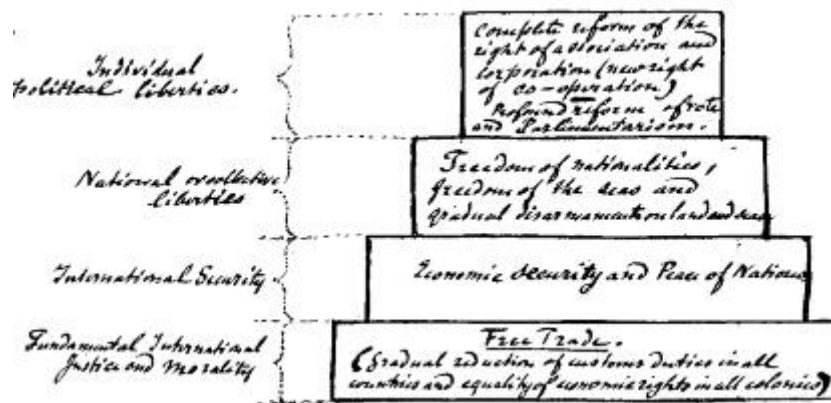 Individual
political liberties.
Complete reform of the
right of association and
corporation (new right
of co-operation)
Profound reform of vote
and Parlimentarism.
National or collective
liberties
Freedom of nationalities,
freedom of the seas and
gradual disarmament on land and sea
International Security
Economic security and Peace of Nations
Fundamental International
Justice and Morality
Free Trade.
(Gradual reduction of customs duties in all
countries and equality of economic rights in all colonies)